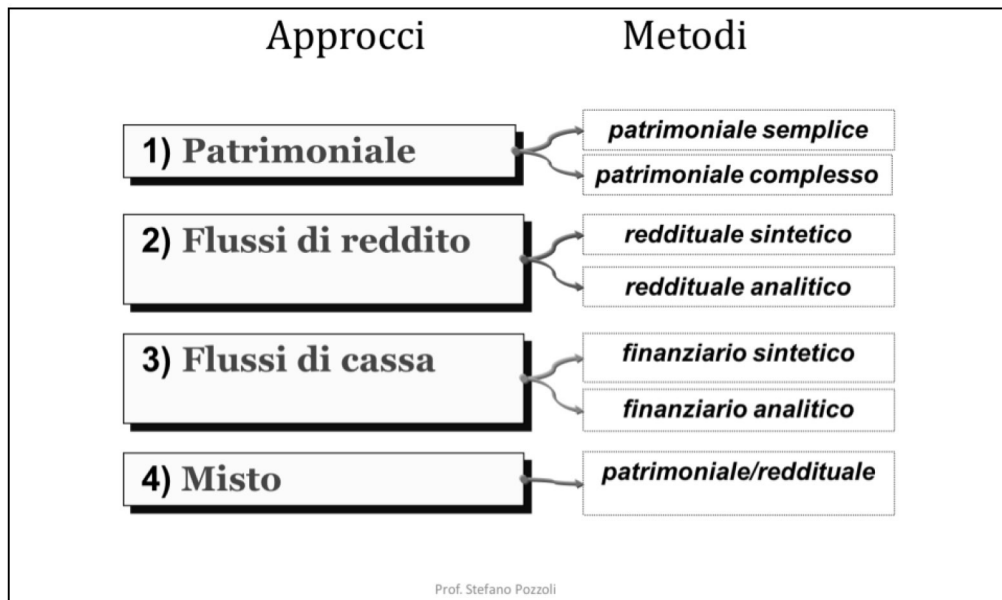 Approcci
Metodi
1) Patrimoniale
patrimoniale semplice
patrimoniale complesso
2) Flussi di reddito
reddituale sintetico
reddituale analitico
3) Flussi di cassa
finanziario sintetico
finanziario analitico
4) Misto
patrimoniale/reddituale
Prof. Stefano Pozzoli